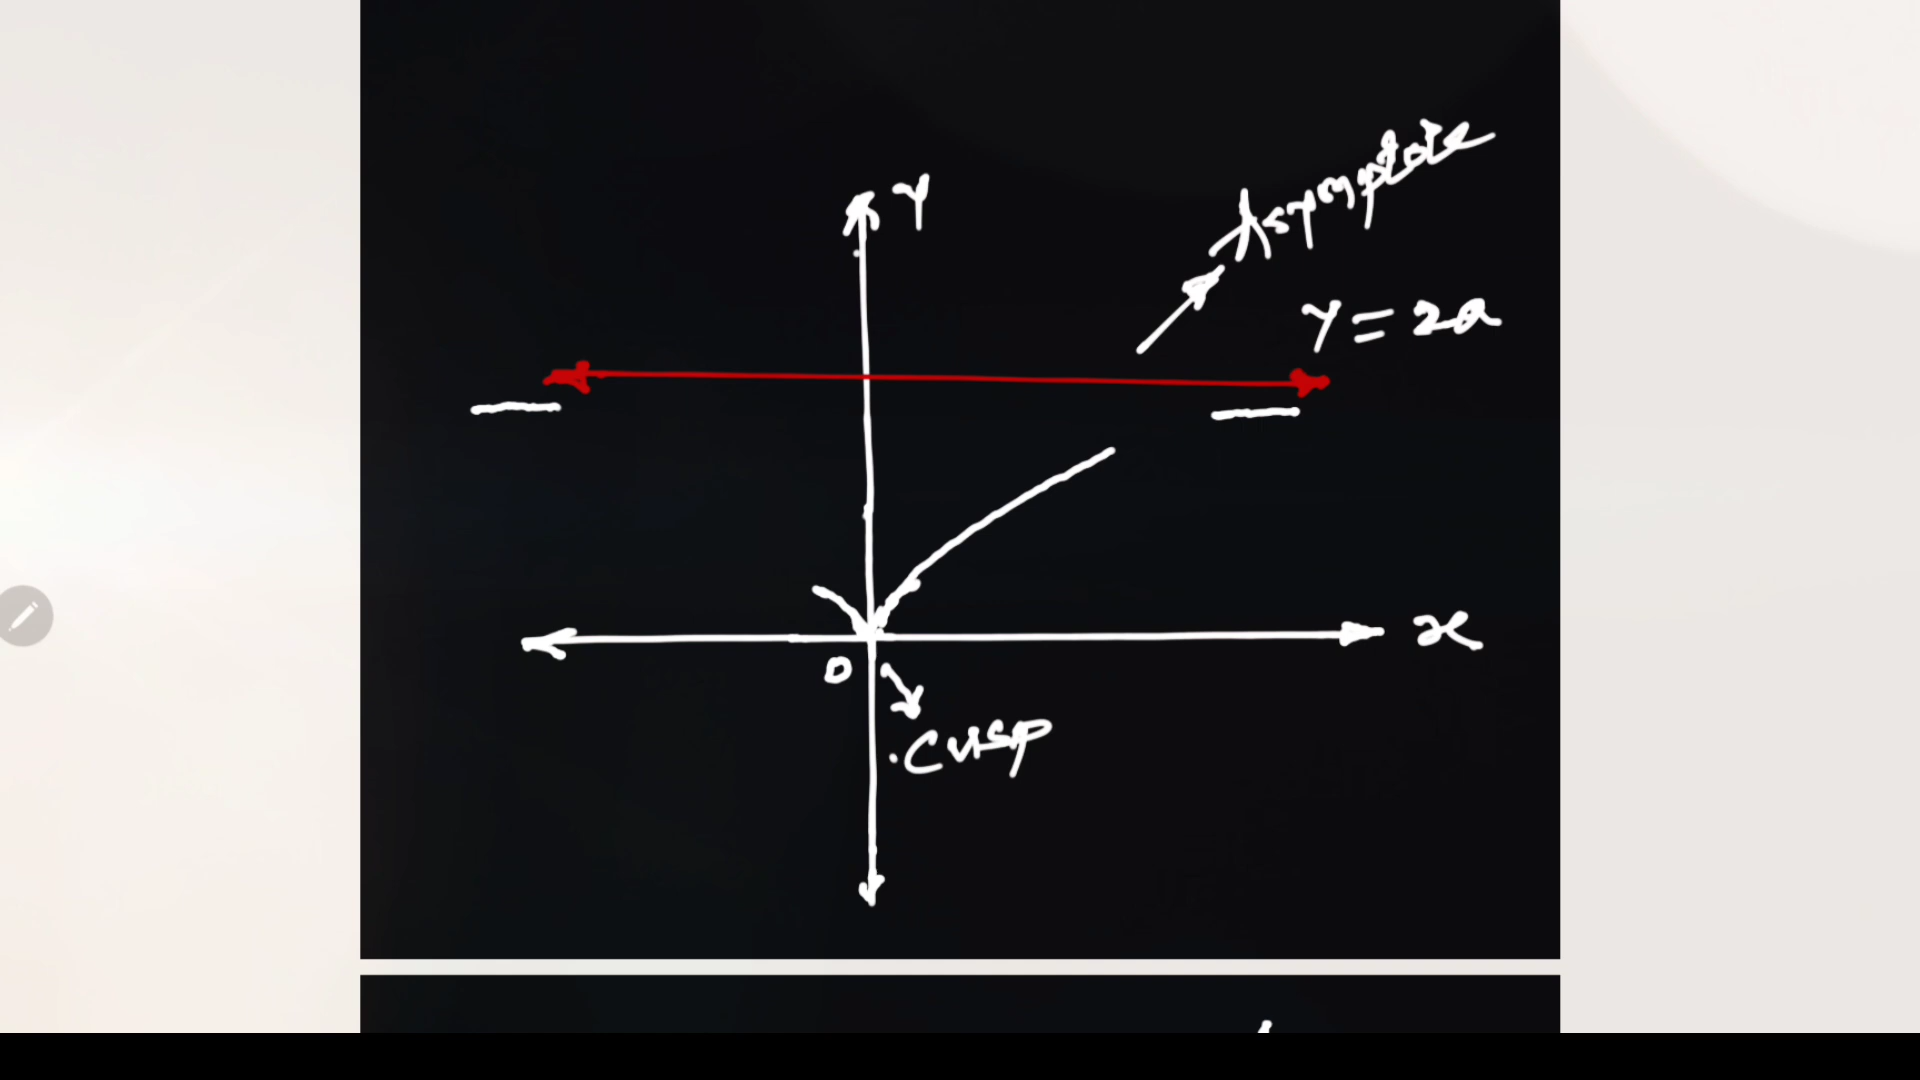 Y
Asymptote
Y = 2a
x
O
Cusp